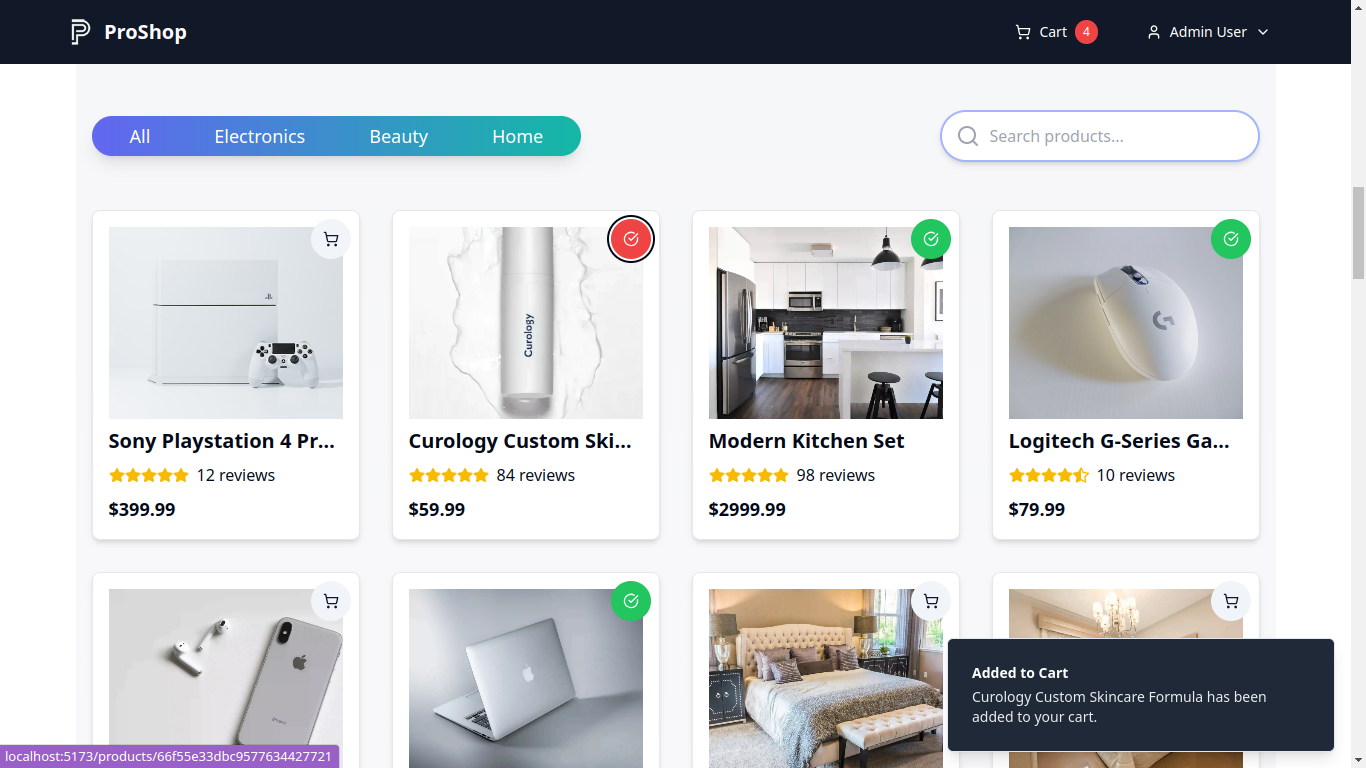 ProShop
Cart 4
Admin User
All
Electronics
Beauty
Home
Search products...
Curology
Sony Playstation 4 Pr...
12 reviews
$399.99
Curology Custom Ski...
84 reviews
$59.99
Modern Kitchen Set
98 reviews
$2999.99
Logitech G-Series Ga...
10 reviews
$79.99
Added to Cart
Curology Custom Skincare Formula has been
added to your cart.
localhost:5173/products/66f55e33dbc9577634427721